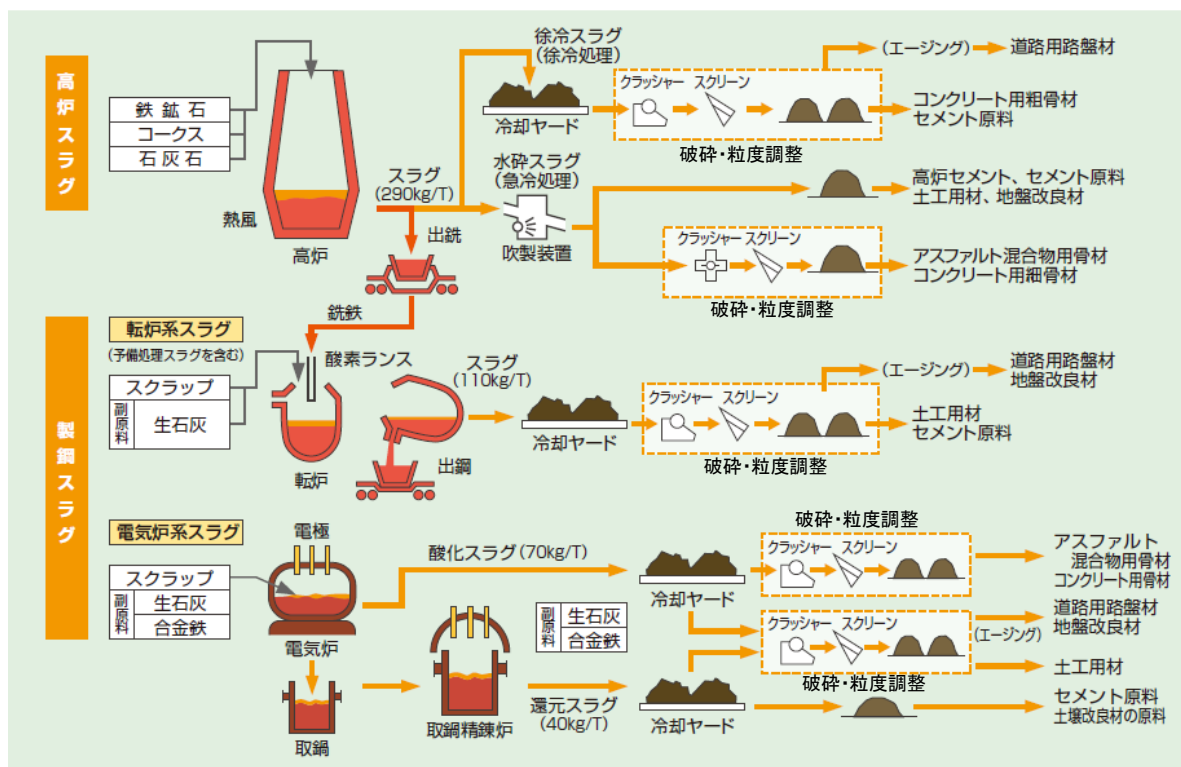 高炉スラグ
鉄鉱石
コークス
石灰石
熱風
高炉
スラグ
(290kg/T)
出銑
徐冷スラグ
(徐冷処理)
冷却ヤード
クラッシャー スクリーン
破砕・粒度調整
(エージング)
道路用路盤材
コンクリート用粗骨材
セメント原料
水砕スラグ
(急冷処理)
吹製装置
高炉セメント、セメント原料
土工用材、地盤改良材
クラッシャー スクリーン
破砕・粒度調整
アスファルト混合物用骨材
コンクリート用細骨材
製鋼スラグ
転炉系スラグ
(予備処理スラグを含む)
スクラップ
副原料
生石灰
銑鉄
酸素ランス
転炉
出鋼
スラグ
(110kg/T)
冷却ヤード
クラッシャー スクリーン
破砕・粒度調整
(エージング)
道路用路盤材
地盤改良材
土工用材
セメント原料
電気炉系スラグ
スクラップ
副原料
生石灰
合金鉄
電極
電気炉
取鍋
酸化スラグ(70kg/T)
取鍋精錬炉
副原料
生石灰
合金鉄
還元スラグ
(40kg/T)
冷却ヤード
冷却ヤード
破砕・粒度調整
クラッシャー スクリーン
クラッシャー スクリーン
破砕・粒度調整
アスファルト
混合物用骨材
コンクリート用骨材
道路用路盤材
地盤改良材
(エージング)
土工用材
セメント原料
土壌改良材の原料